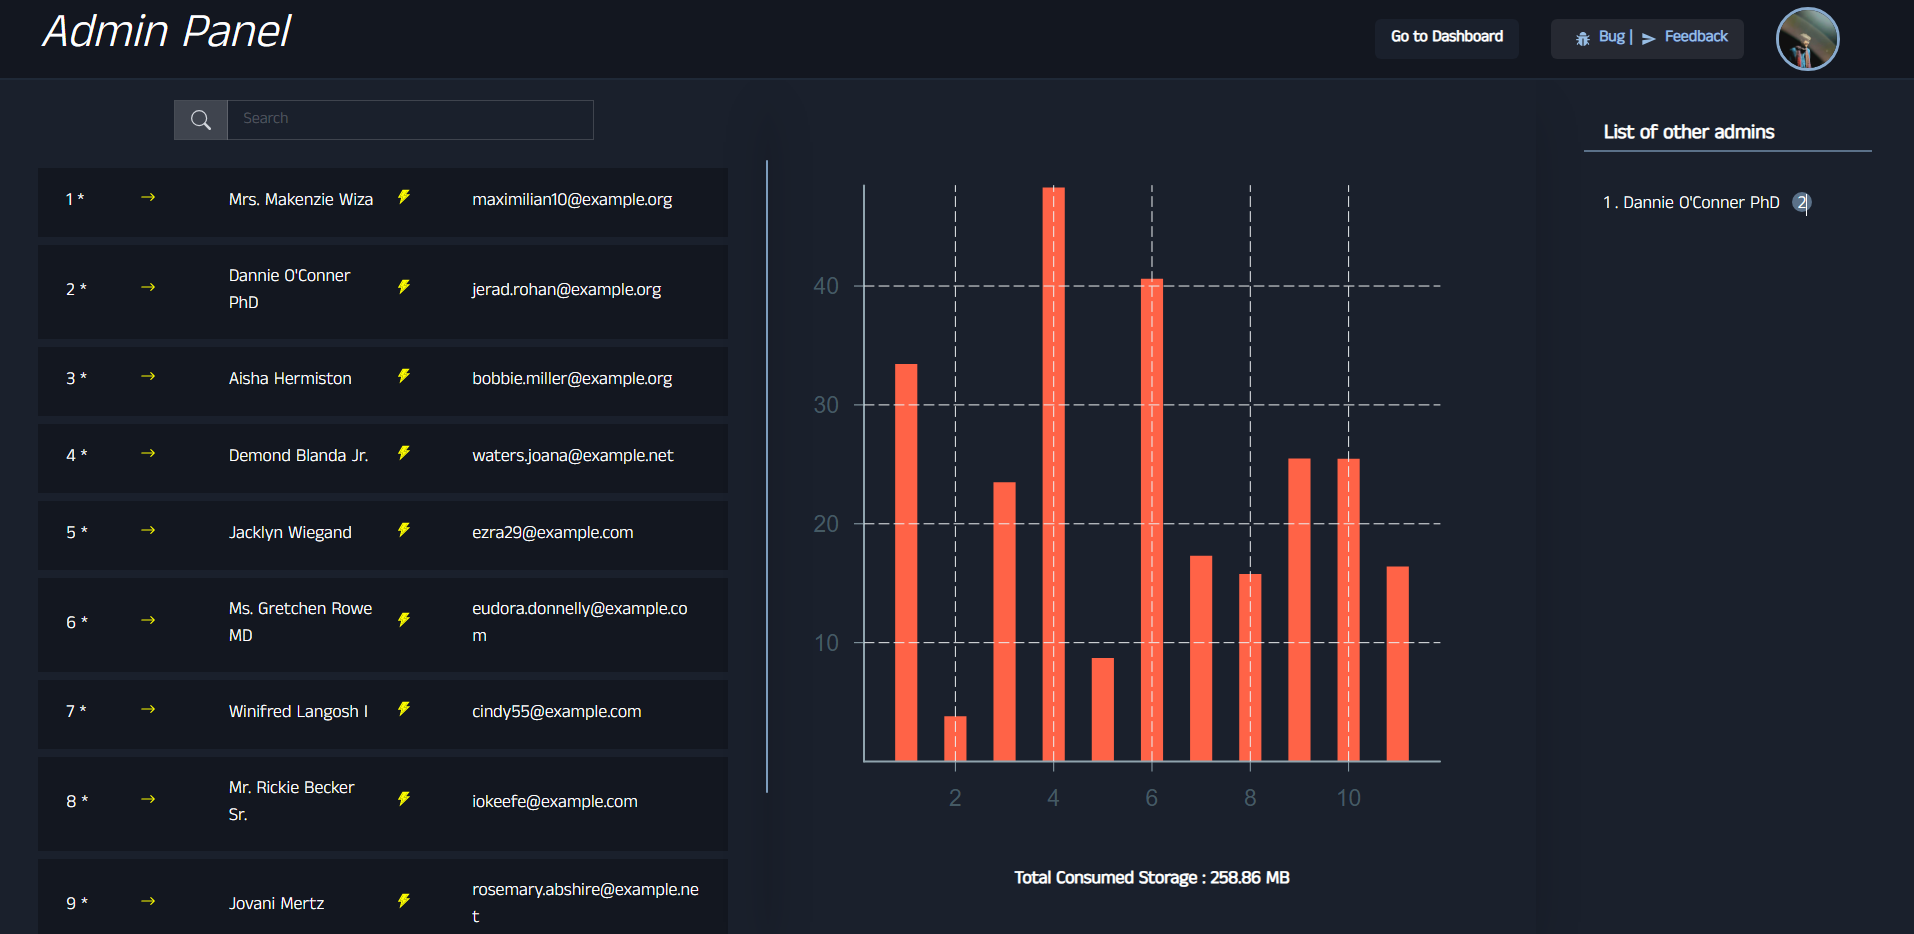 Admin Panel
Go to Dashboard
Bug | Feedback
Search
1 * Mrs. Makenzie Wiza maximilian10@example.org
2 * Dannie O'Conner PhD jerad.rohan@example.org
3 * Aisha Hermiston bobbie.miller@example.org
4 * Demond Blanda Jr. waters.joana@example.net
5 * Jacklyn Wiegand ezra29@example.com
6 * Ms. Gretchen Rowe MD eudora.donnelly@example.com
7 * Winifred Langosh I cindy55@example.com
8 * Mr. Rickie Becker Sr. iokeefe@example.com
9 * Jovani Mertz rosemary.abshire@example.net
40
30
20
10
2 4 6 8 10
Total Consumed Storage : 258.86 MB
List of other admins
1 . Dannie O'Conner PhD 2